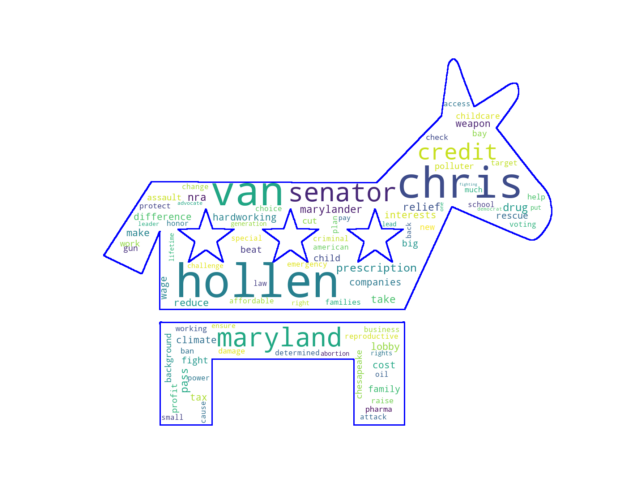 access
childcare
weapon
check
bay
credit
polluter
target
chris
fighting
change
van
senator
assault
nra
advocate
protect
choice
marylander
relief
much
school
democrat
drug
help
put
difference
hardworking
cut
plan
pay
interests
rescue
leader
honor
generation
lead
new
voting
make
work
gun
lifetime
special
beat
criminal
american
back
big
challenge
hollen
law
child
emergency
prescription
wage
companies
reduce
affordable
right
families
take
working
ensure
business
climate
maryland
reproductive
background
ban
damage
determined
abortion
lobby
rights
fight
chesapeake
cost
pass
power
oil
profit
tax
family
raise
cause
pharma
small
attack